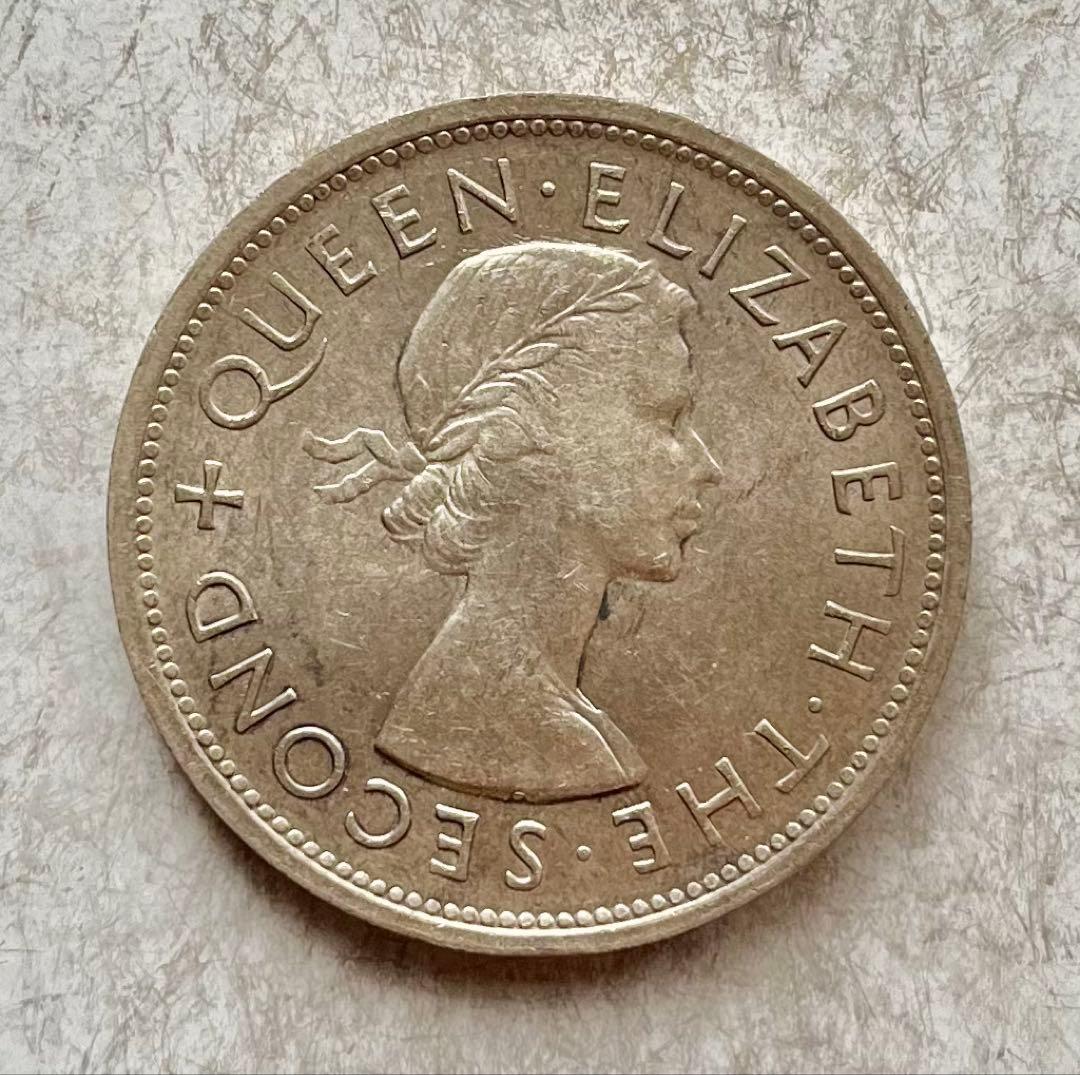 + QUEEN · ELIZABETH · THE · SECOND